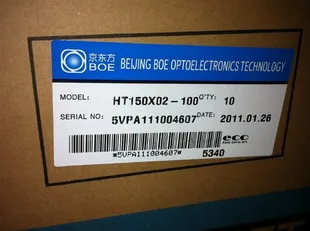 京东方 BEIJING BOE OPTOELECTRONICS TECHNOLOGY
BOE
MODEL: HT150X02-100 Q'TY: 10
SERIAL NO: 5VPA111004607 DATE: 2011.01.26
eco
*5VPA111004607* 5340